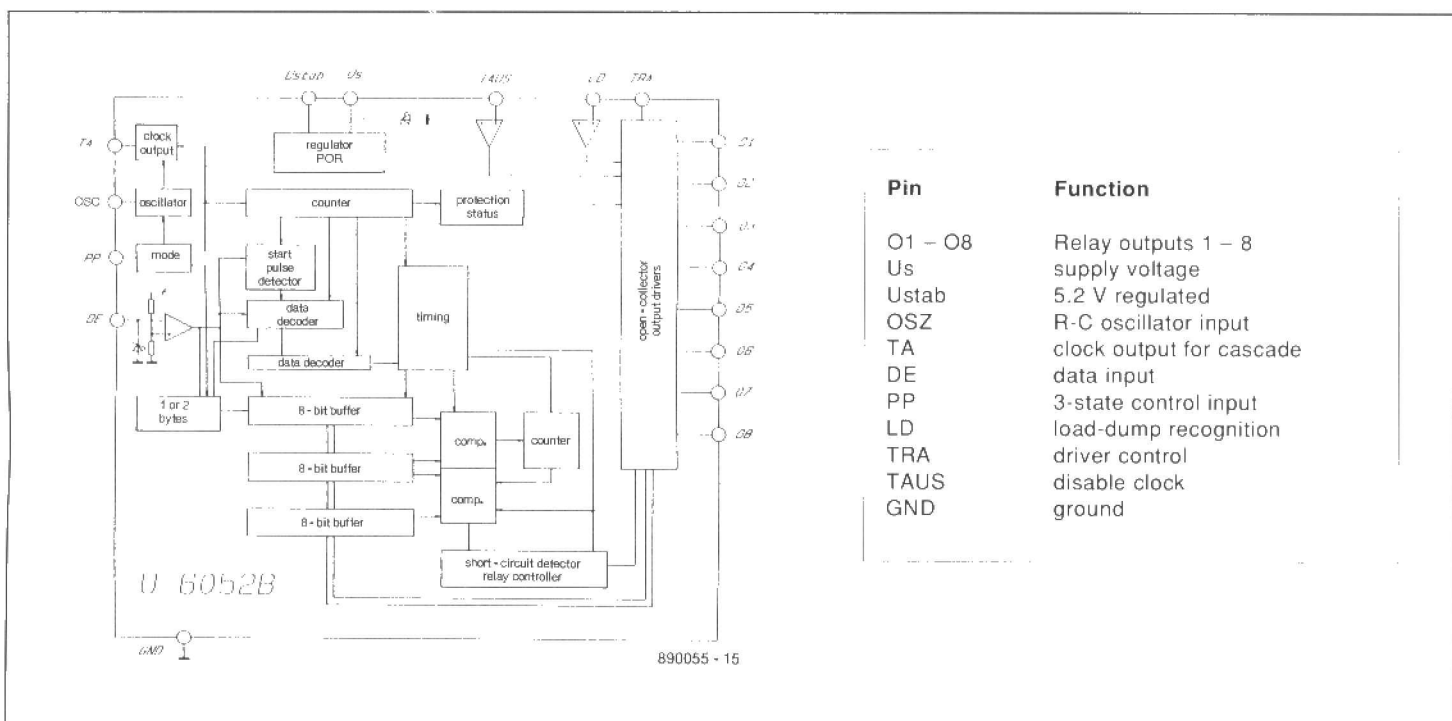 Ustab Us TAUS LD TRA
TA
clock
output
regulator
POR
O1
O2
OSC
oscillator
counter
protection
status
O3
PP
mode
start
pulse
detector
O4
DE
data
decoder
timing
open-collector
output drivers
O5
data decoder
O6
1 or 2
bytes
8-bit buffer
comp.
counter
O7
8-bit buffer
comp.
O8
8-bit buffer
short-circuit detector
relay controller
U 6052B
GND
890055 - 15
Pin Function
O1 – O8 Relay outputs 1 – 8
Us supply voltage
Ustab 5.2 V regulated
OSZ R-C oscillator input
TA clock output for cascade
DE data input
PP 3-state control input
LD load-dump recognition
TRA driver control
TAUS disable clock
GND ground